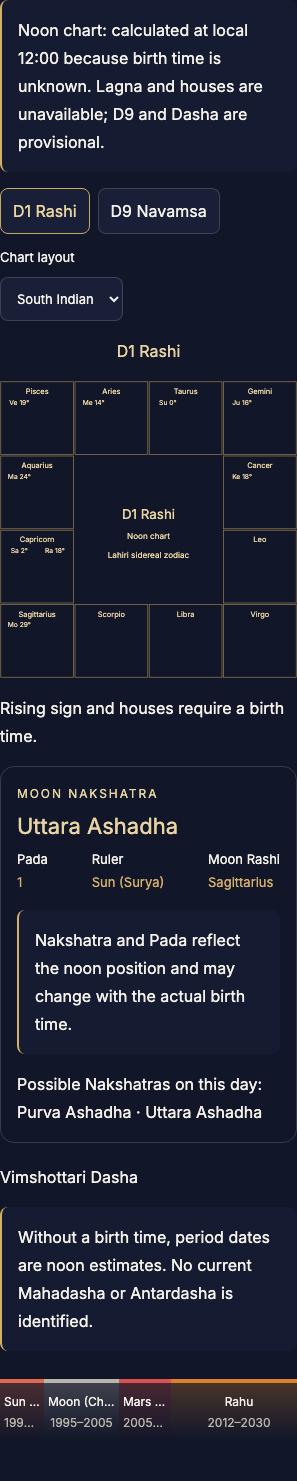 Noon chart: calculated at local
12:00 because birth time is
unknown. Lagna and houses are
unavailable; D9 and Dasha are
provisional.
D1 Rashi
D9 Navamsa
Chart layout
South Indian
D1 Rashi
Pisces
Ve 19°
Aries
Me 14°
Taurus
Su 0°
Gemini
Ju 16°
Aquarius
Ma 24°
Cancer
Ke 18°
D1 Rashi
Noon chart
Lahiri sidereal zodiac
Capricorn
Sa 2° Ra 18°
Leo
Sagittarius
Mo 29°
Scorpio
Libra
Virgo
Rising sign and houses require a birth
time.
MOON NAKSHATRA
Uttara Ashadha
Pada Ruler Moon Rashi
1 Sun (Surya) Sagittarius
Nakshatra and Pada reflect
the noon position and may
change with the actual birth
time.
Possible Nakshatras on this day:
Purva Ashadha · Uttara Ashadha
Vimshottari Dasha
Without a birth time, period dates
are noon estimates. No current
Mahadasha or Antardasha is
identified.
Sun ... Moon (Ch... Mars ... Rahu
199... 1995–2005 2005... 2012–2030